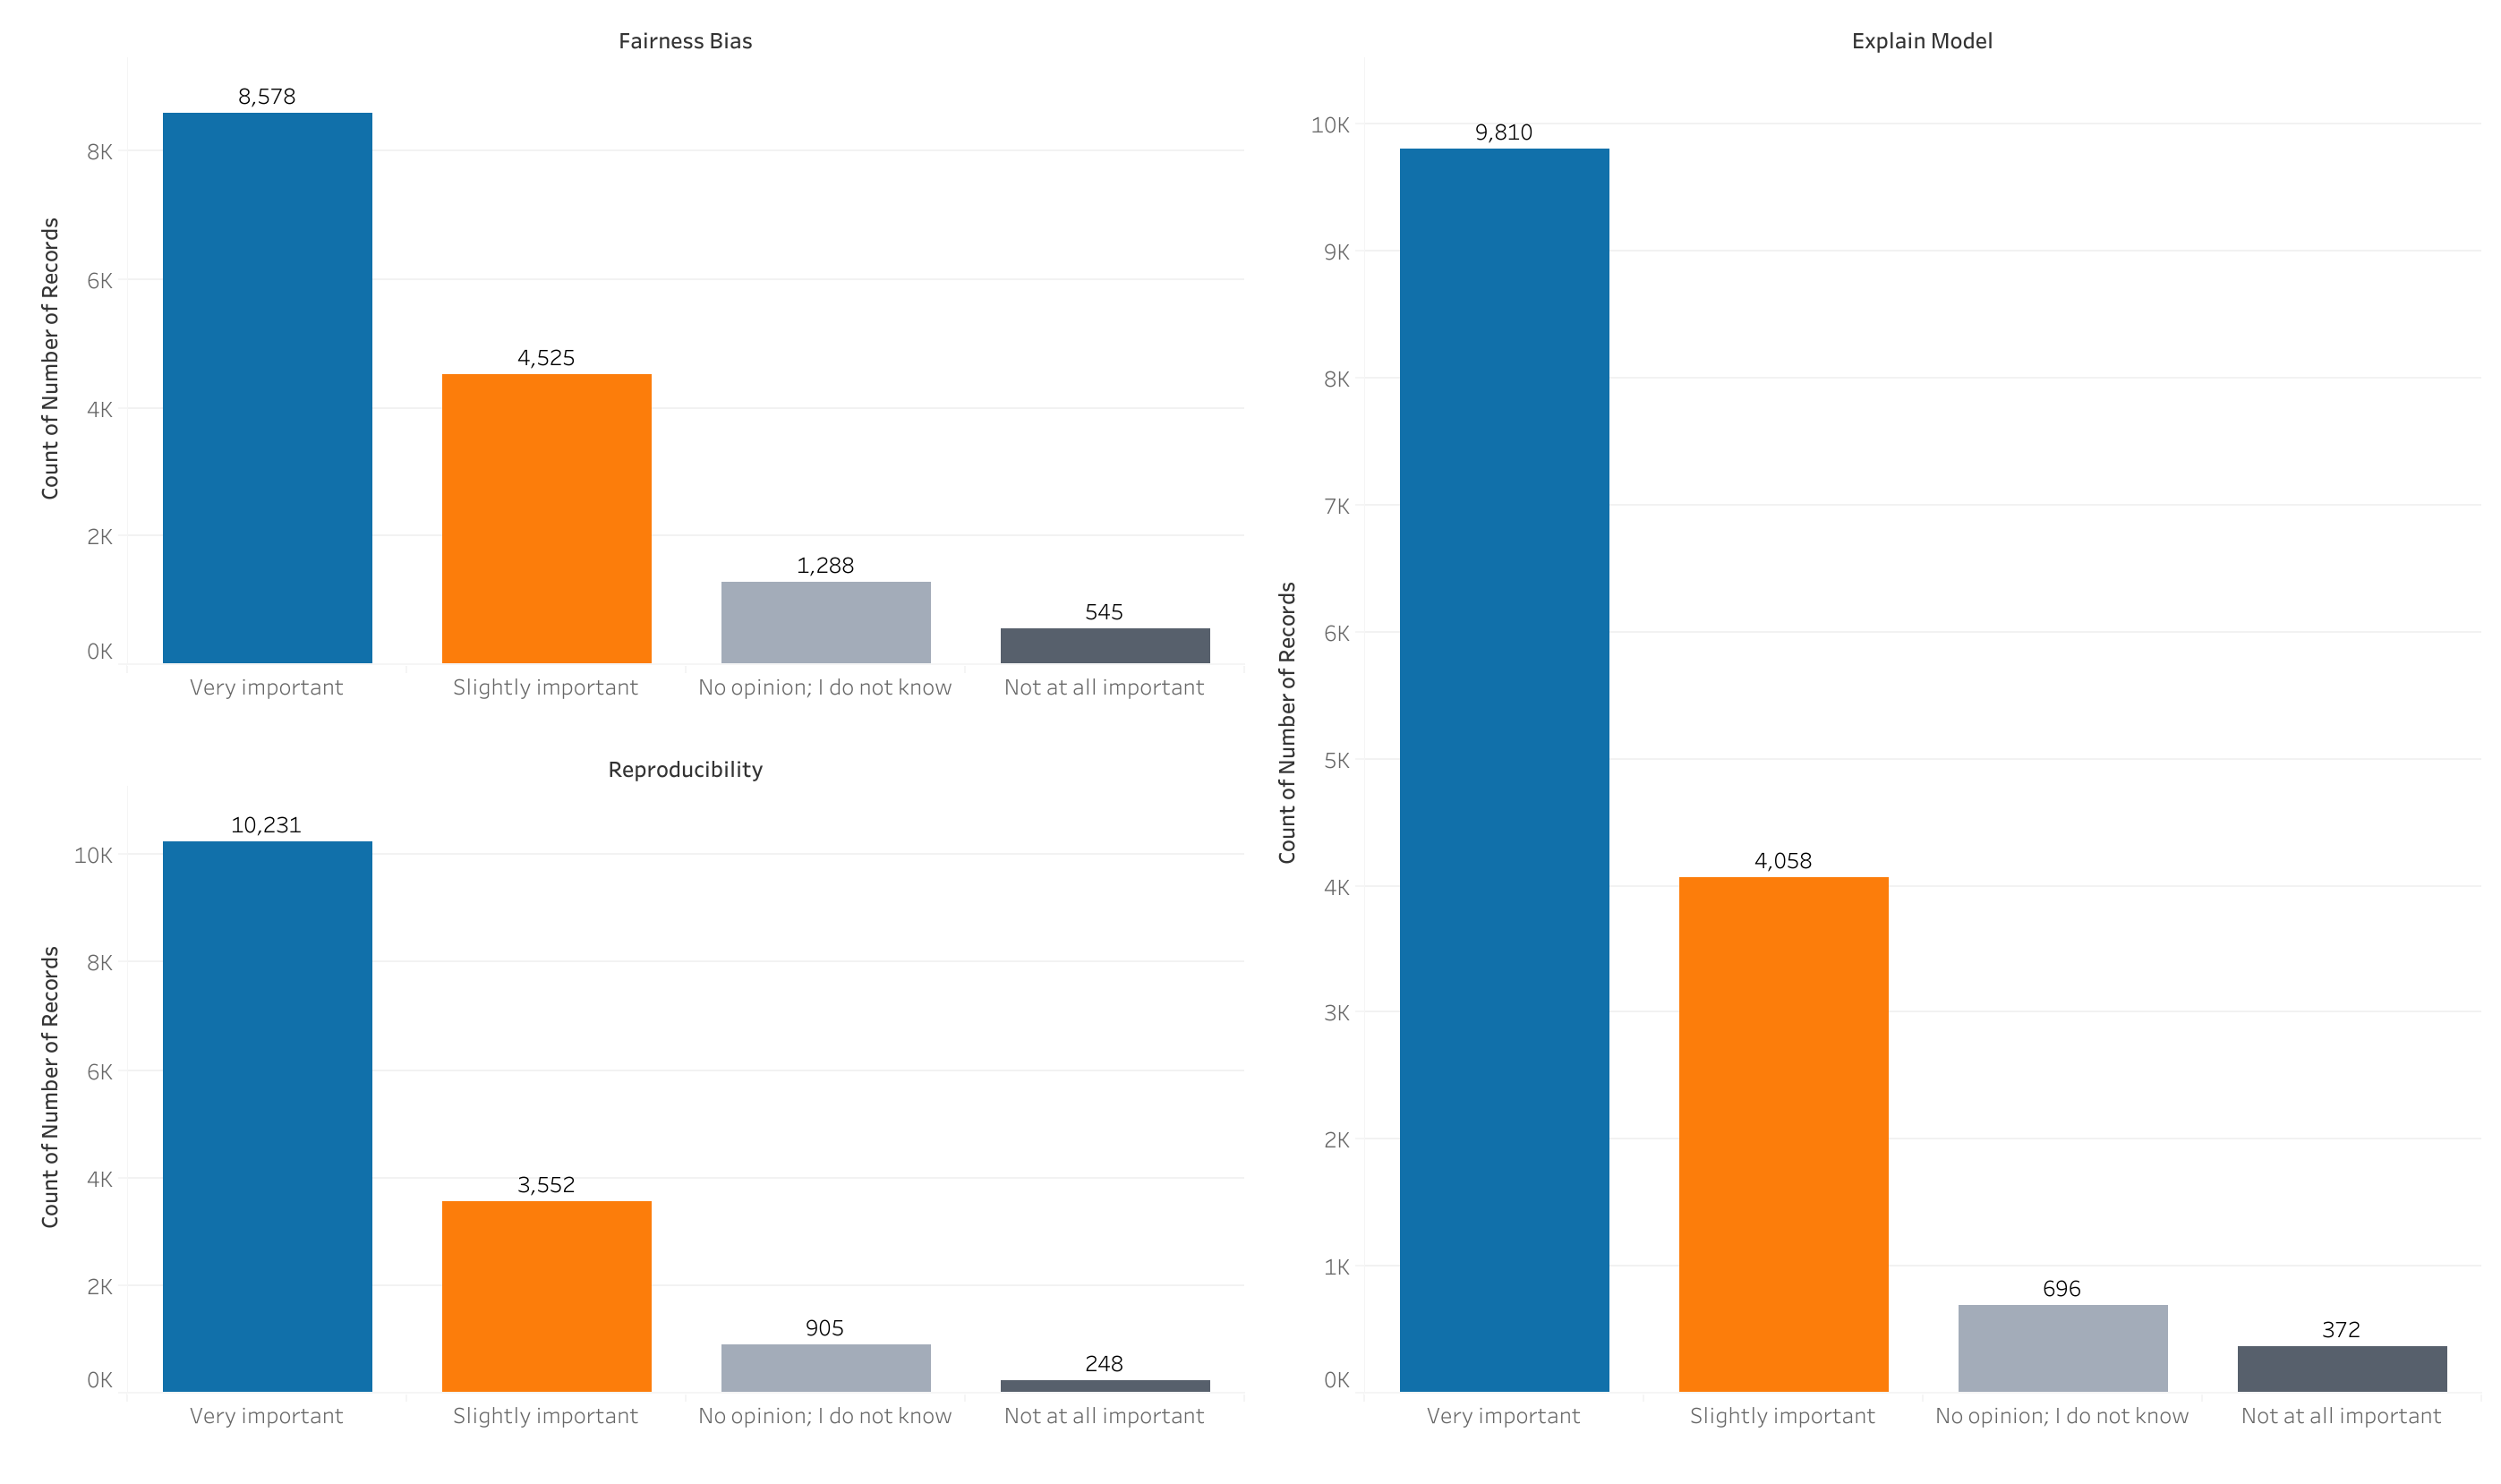 Fairness Bias
Count of Number of Records
8K
6K
4K
2K
0K
8,578
4,525
1,288
545
Very important
Slightly important
No opinion; I do not know
Not at all important
Reproducibility
Count of Number of Records
10K
8K
6K
4K
2K
0K
10,231
3,552
905
248
Very important
Slightly important
No opinion; I do not know
Not at all important
Explain Model
Count of Number of Records
10K
9K
8K
7K
6K
5K
4K
3K
2K
1K
0K
9,810
4,058
696
372
Very important
Slightly important
No opinion; I do not know
Not at all important